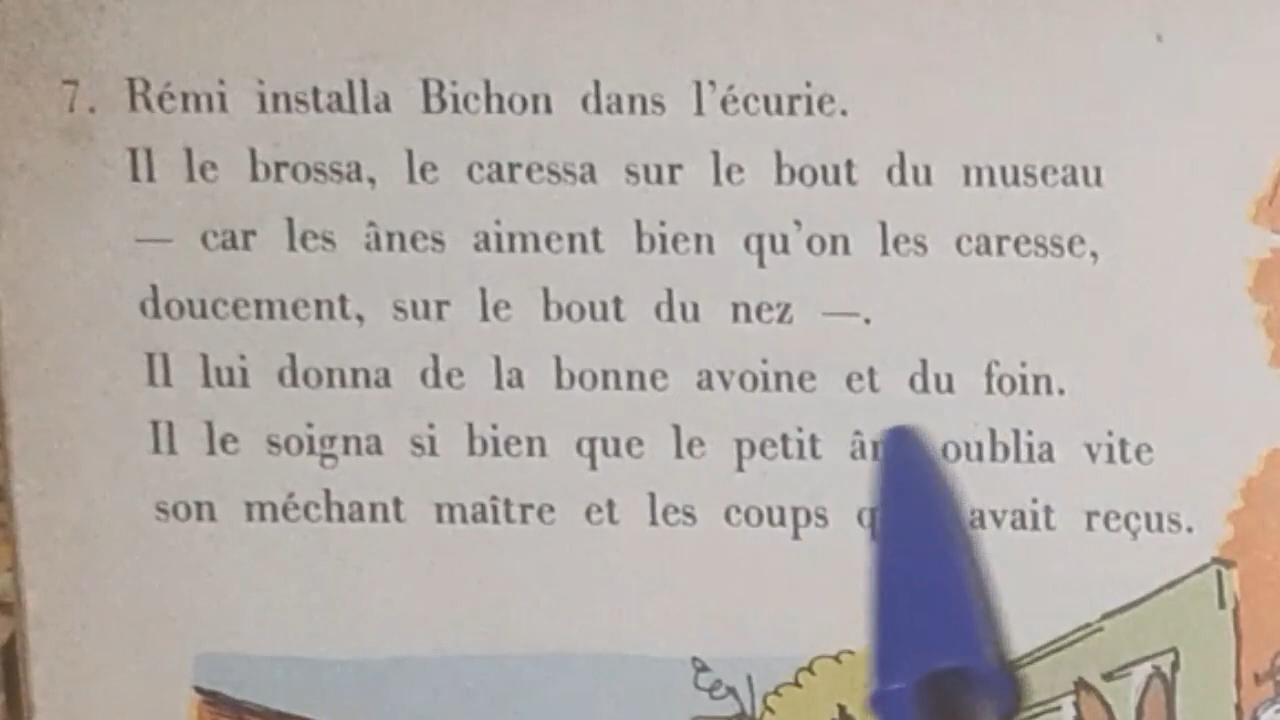 7. Rémi installa Bichon dans l'écurie.
Il le brossa, le caressa sur le bout du museau
— car les ânes aiment bien qu'on les caresse,
doucement, sur le bout du nez —.
Il lui donna de la bonne avoine et du foin.
Il le soigna si bien que le petit oublia vite
son méchant maître et les coups avait reçus.